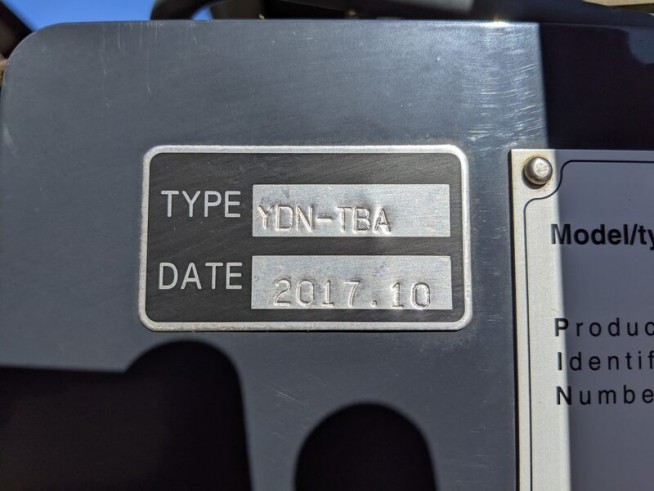 TYPE YDN-TBA
DATE 2017.10
Model/ty
Produc
Identif
Numbe